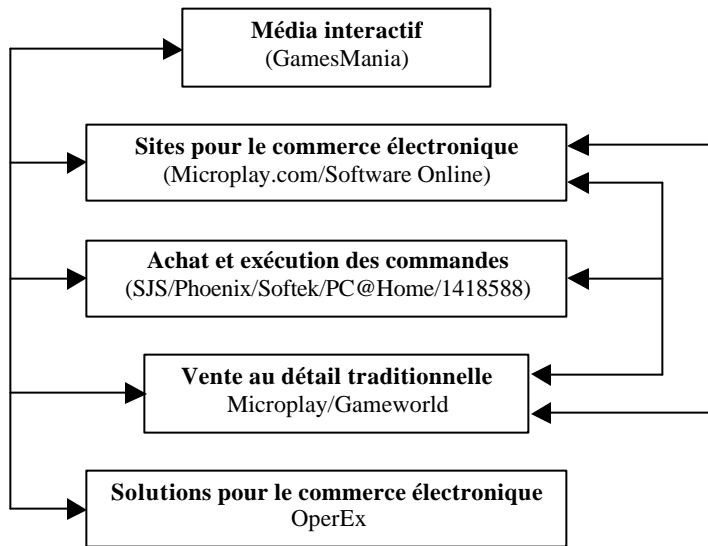 Média interactif
(GamesMania)
Sites pour le commerce électronique
(Microplay.com/Software Online)
Achat et exécution des commandes
(SJS/Phoenix/Softek/PC@Home/1418588)
Vente au détail traditionnelle
Microplay/Gameworld
Solutions pour le commerce électronique
OperEx